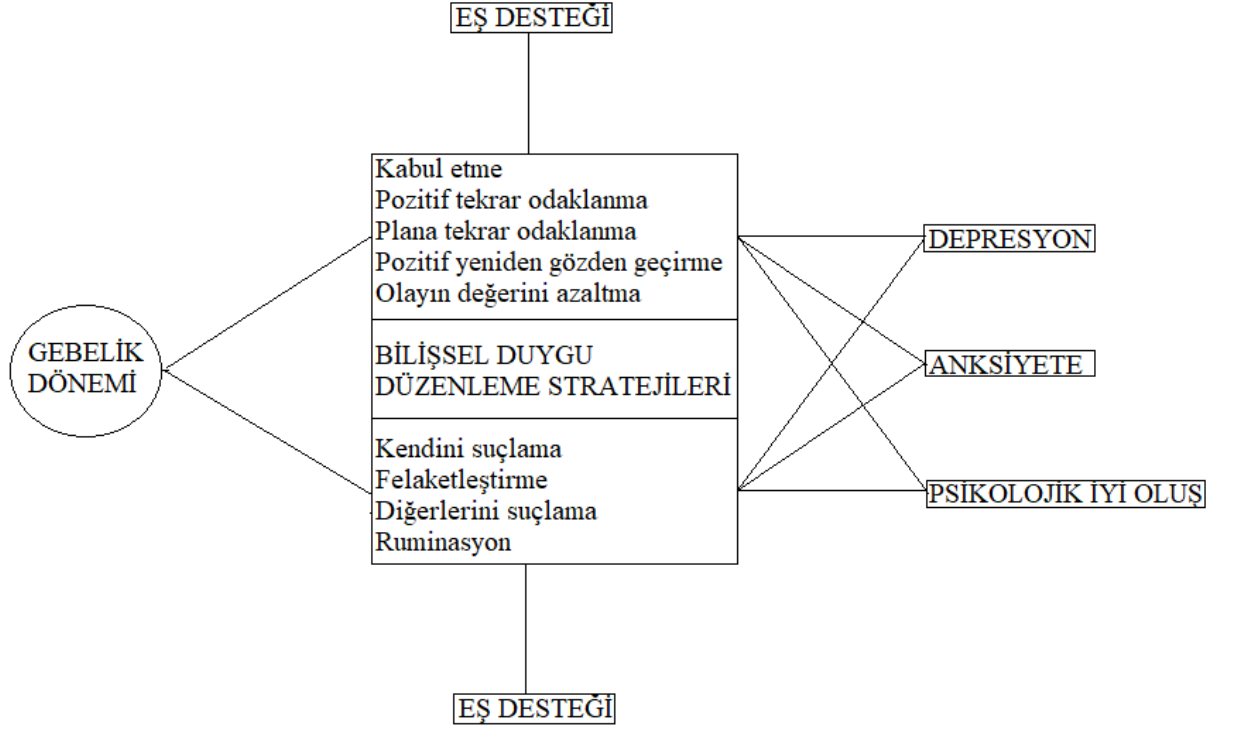 EŞ DESTEĞİ
Kabul etme
Pozitif tekrar odaklanma
Plana tekrar odaklanma
Pozitif yeniden gözden geçirme
Olayın değerini azaltma
GEBELİK
DÖNEMİ
BİLİŞSEL DUYGU
DÜZENLEME STRATEJİLERİ
Kendini suçlama
Felaketleştirme
Diğerlerini suçlama
Ruminasyon
DEPRESYON
ANKSİYETE
PSİKOLOJİK İYİ OLUŞ
EŞ DESTEĞİ